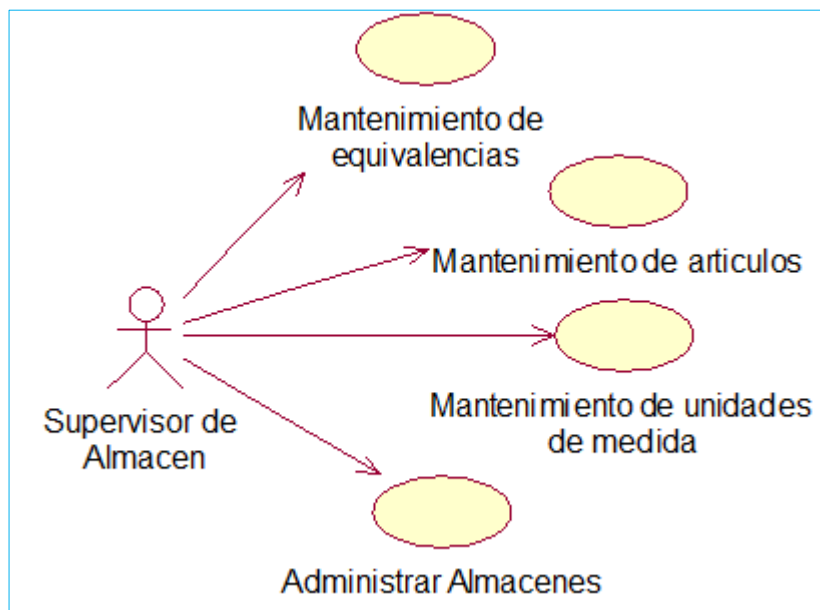 Mantenimiento de
equivalencias
Mantenimiento de articulos
Mantenimiento de unidades
de medida
Supervisor de
Almacen
Administrar Almacenes